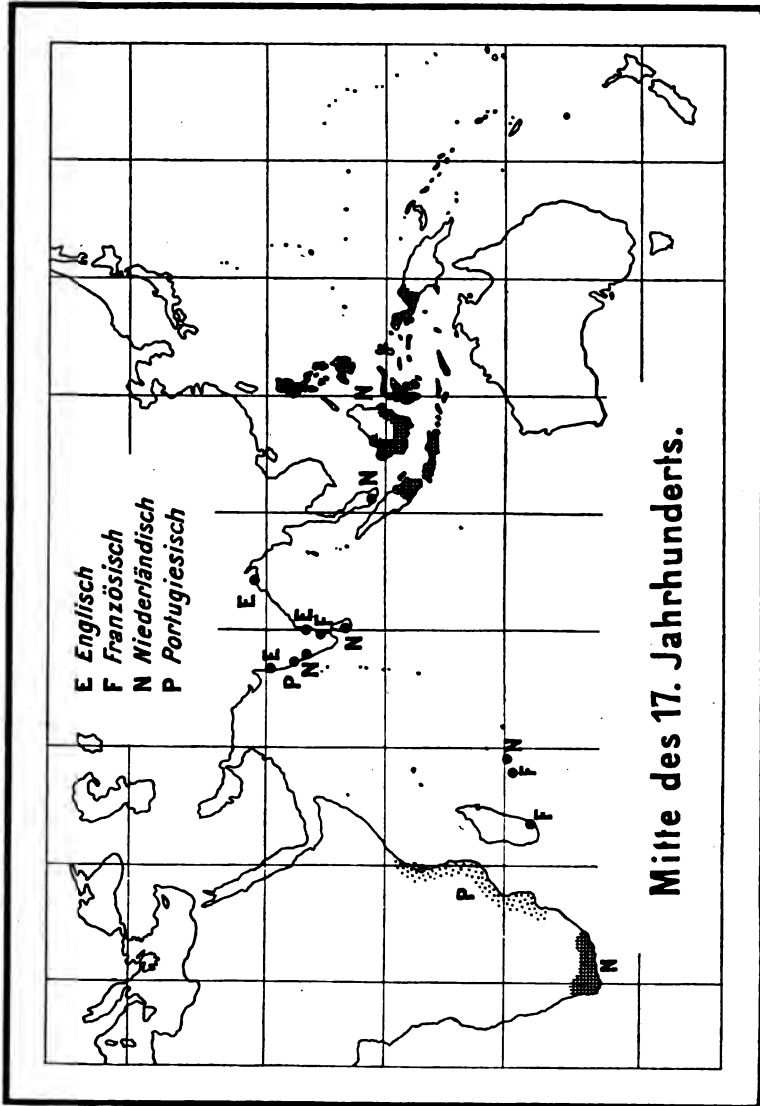 E Englisch
F Französisch
N Niederländisch
P Portugiesisch
E
E
P
E
N
F
N
N
N
P
N
F
F
N
Mitte des 17. Jahrhunderts.